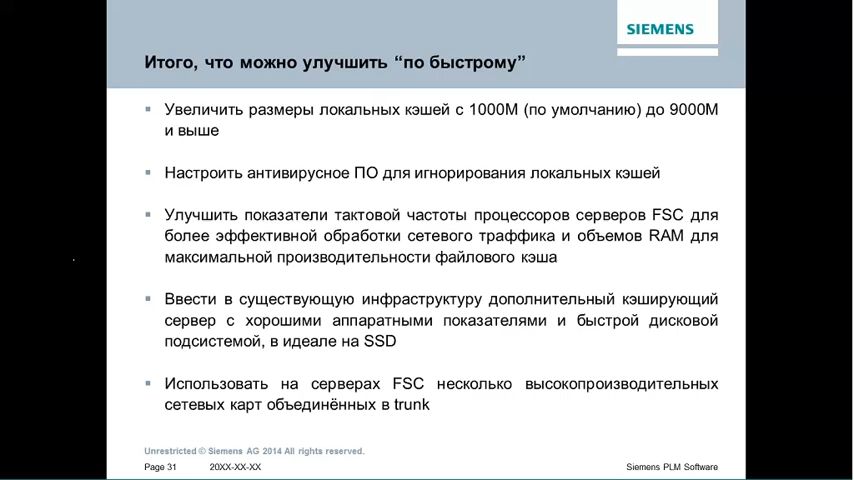 SIEMENS
Итого, что можно улучшить “по быстрому”
Увеличить размеры локальных кэшей с 1000М (по умолчанию) до 9000М
и выше
Настроить антивирусное ПО для игнорирования локальных кэшей
Улучшить показатели тактовой частоты процессоров серверов FSC для
более эффективной обработки сетевого траффика и объемов RAM для
максимальной производительности файлового кэша
Ввести в существующую инфраструктуру дополнительный кэширующий
сервер с хорошими аппаратными показателями и быстрой дисковой
подсистемой, в идеале на SSD
Использовать на серверах FSC несколько высокопроизводительных
сетевых карт объединённых в trunk
Unrestricted © Siemens AG 2014 All rights reserved.
Page 31 20XX-XX-XX Siemens PLM Software